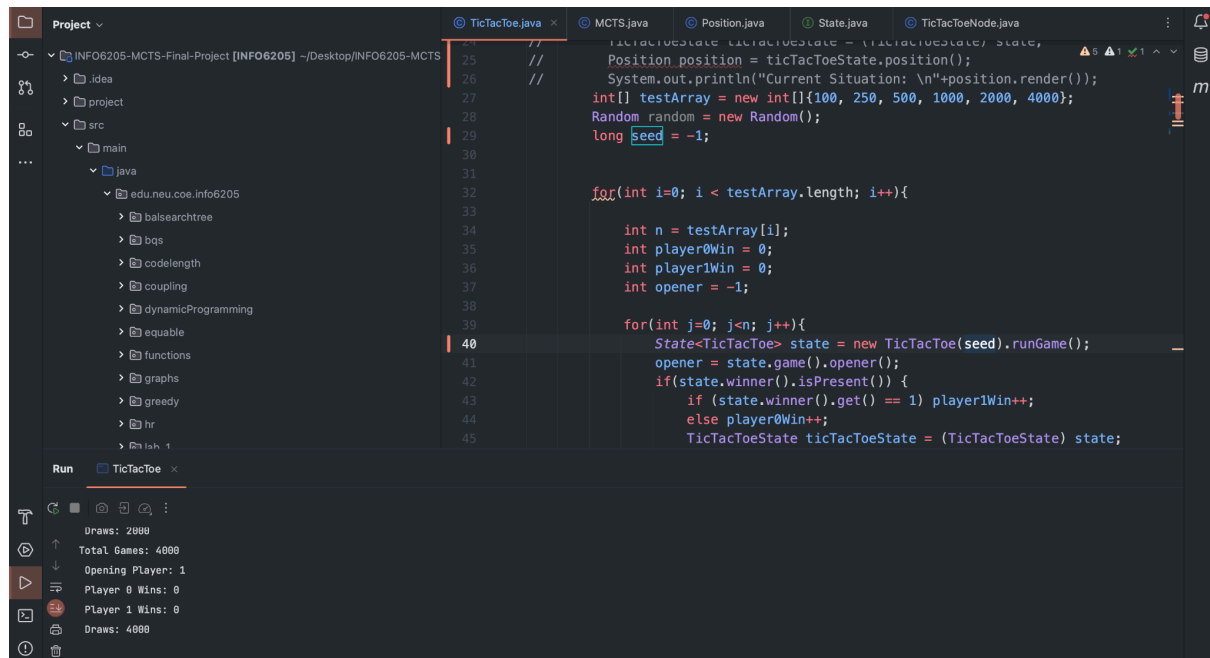 Project
TicTacToe.java
MCTS.java
Position.java
State.java
TicTacToeNode.java
INFO6205-MCTS-Final-Project [INFO6205] ~/Desktop/INFO6205-MCTS
.idea
project
src
main
java
edu.neu.coe.info6205
balsearchtree
bqs
codelength
coupling
dynamicProgramming
equable
functions
graphs
greedy
hr
lab_1
5 1 1
24 // TicTacToeState ticTacToeState = (TicTacToeState) state;
25 // Position position = ticTacToeState.position();
26 // System.out.println("Current Situation: \n"+position.render());
27 int[] testArray = new int[]{100, 250, 500, 1000, 2000, 4000};
28 Random random = new Random();
29 long seed = -1;
30
31
32 for(int i=0; i < testArray.length; i++){
33
34 int n = testArray[i];
35 int player0Win = 0;
36 int player1Win = 0;
37 int opener = -1;
38
39 for(int j=0; j<n; j++){
40 State<TicTacToe> state = new TicTacToe(seed).runGame();
41 opener = state.game().opener();
42 if(state.winner().isPresent()) {
43 if (state.winner().get() == 1) player1Win++;
44 else player0Win++;
45 TicTacToeState ticTacToeState = (TicTacToeState) state;
m
Run
TicTacToe
Draws: 2000
Total Games: 4000
Opening Player: 1
Player 0 Wins: 0
Player 1 Wins: 0
Draws: 4000